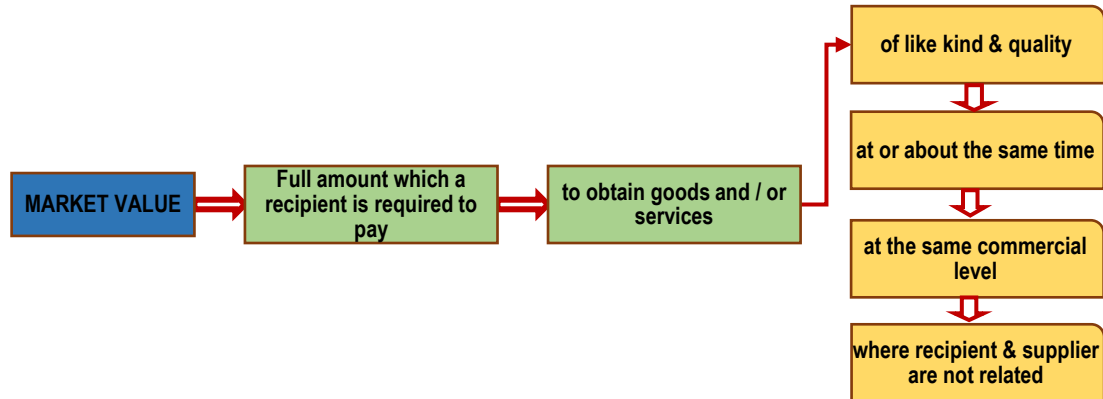 MARKET VALUE
Full amount which a
recipient is required to
pay
to obtain goods and / or
services
of like kind & quality
at or about the same time
at the same commercial
level
where recipient & supplier
are not related